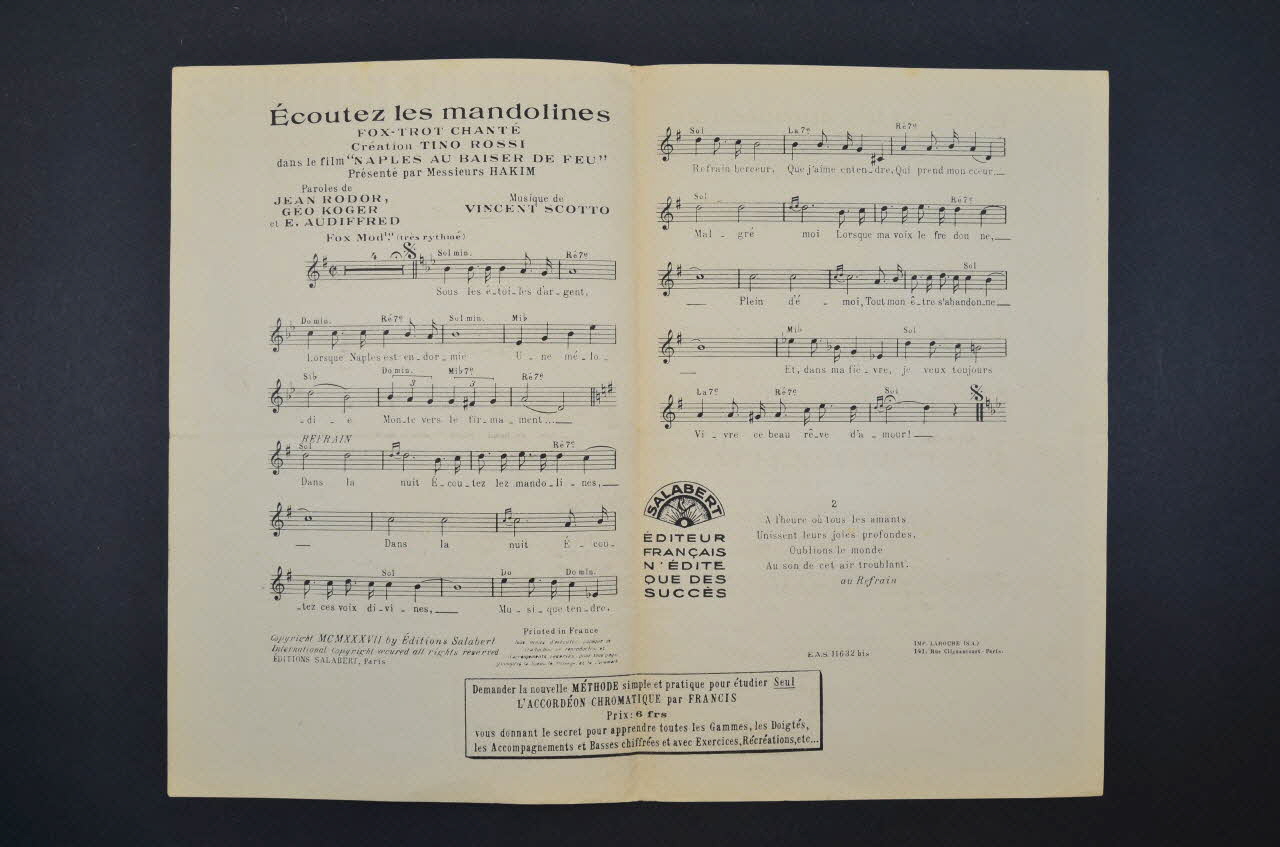 Écoutez les mandolines
FOX-TROT CHANTÉ
Création TINO ROSSI
dans le film "NAPLES AU BAISER DE FEU"
Présenté par Messieurs HAKIM
Paroles de
JEAN RODOR,
GEO KOGER
et E. AUDIFFRED
Musique de
VINCENT SCOTTO
Fox Modto (très rythmé)
4 Sol min. Ré7e
Sous les é-toi-les d'ar-gent,
Do min. Ré7e Sol min. Mib
Lorsque Naples est en-dor-mie U-ne mé-lo-
Sib Do min. Mib7e Ré7e
3 3
-di-e Mon-te vers le fir-ma-ment...
REFRAIN
Sol Ré7e
Dans la nuit É-cou-tez lez mando-li-nes,
Dans la nuit É-cou-
Sol Do Do min.
-tez ces voix di-vi-nes, Mu-si-que ten-dre,
Copyright MCMXXXVII by Éditions Salabert
International Copyright secured all rights reserved
ÉDITIONS SALABERT, Paris
Printed in France
Sol La7e Ré7e
Refrain berceur, Que j'aime enten-dre, Qui prend mon cœur
Sol Ré7e
Mal-gré moi Lorsque ma voix le fre don ne,
Sol
Plein d'é-moi, Tout mon ê-tre s'abandon-ne
Mib Sol
Et, dans ma fiè-vre, je veux toujours
La7e Ré7e Sol
Vi-vre ce beau rê-ve d'a-mour!
SALABERT
ÉDITEUR
FRANÇAIS
N'ÉDITE
QUE DES
SUCCÈS
2
A l'heure où tous les amants
Unissent leurs joies profondes,
Oublions le monde
Au son de cet air troublant.
au Refrain
E.A.S. 11632 bis
IMP. LAROCHE (S.A.)
141, Rue Clignancourt-Paris.
Demander la nouvelle MÉTHODE simple et pratique pour étudier Seul
L'ACCORDÉON CHROMATIQUE par FRANCIS
Prix: 6 frs
vous donnant le secret pour apprendre toutes les Gammes, les Doigtés,
les Accompagnements et Basses chiffrées et avec Exercices, Récréations, etc...